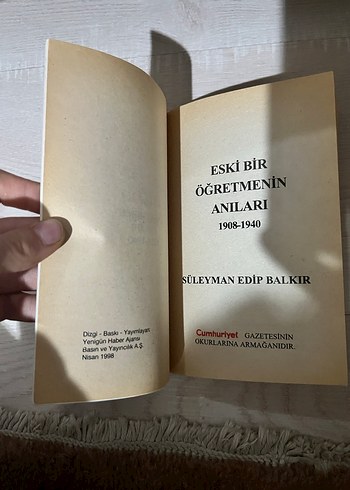 Dizgi - Baskı - Yayımlayan
Yenigün Haber Ajansı
Basın ve Yayıncılık A.Ş.
Nisan 1998
ESKİ BİR
ÖĞRETMENİN
ANILARI
1908-1940
SÜLEYMAN EDİP BALKIR
Cumhuriyet GAZETESİNİN
OKURLARINA ARMAĞANIDIR.